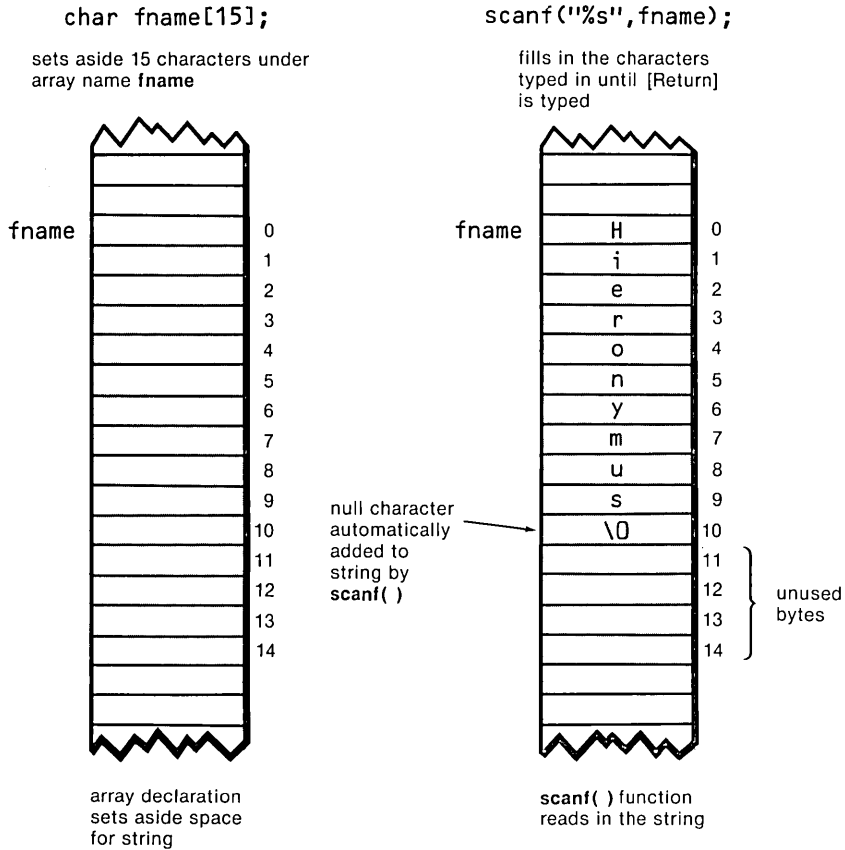 char fname[15];
sets aside 15 characters under
array name fname
fname
0
1
2
3
4
5
6
7
8
9
10
11
12
13
14
array declaration
sets aside space
for string
scanf("%s",fname);
fills in the characters
typed in until [Return]
is typed
fname
H 0
i 1
e 2
r 3
o 4
n 5
y 6
m 7
u 8
s 9
\0 10
11
12
13
14
null character
automatically
added to
string by
scanf( )
unused
bytes
scanf( ) function
reads in the string